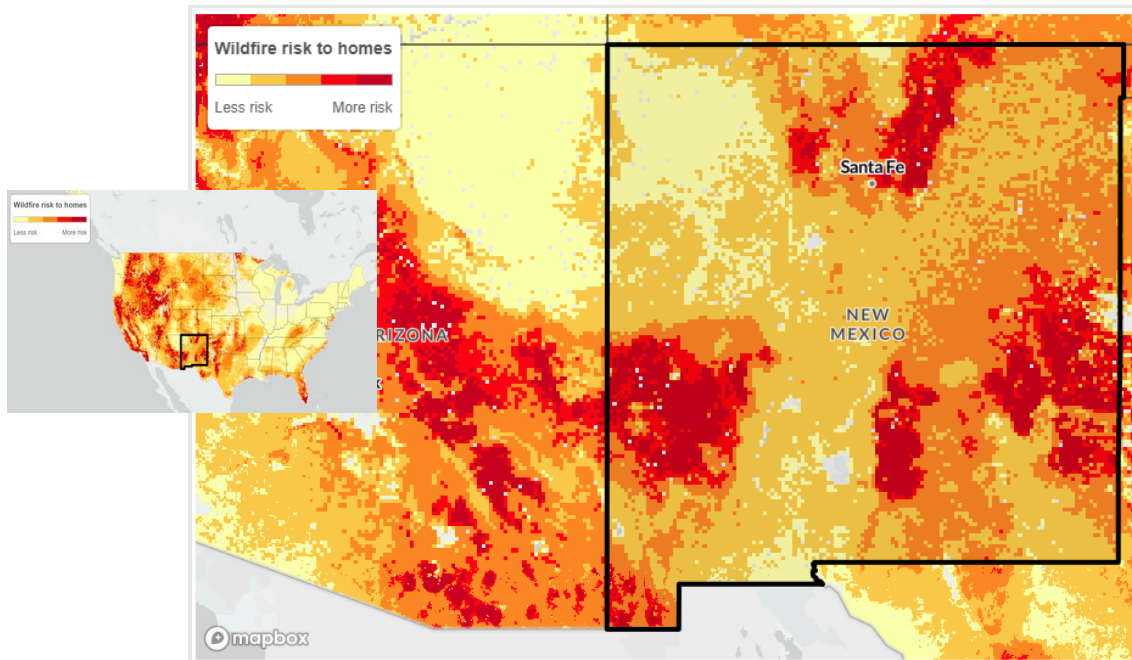 Wildfire risk to homes
Less risk More risk
Santa Fe
Wildfire risk to homes
Less risk More risk
NEW
MEXICO
RIZONA
x
mapbox